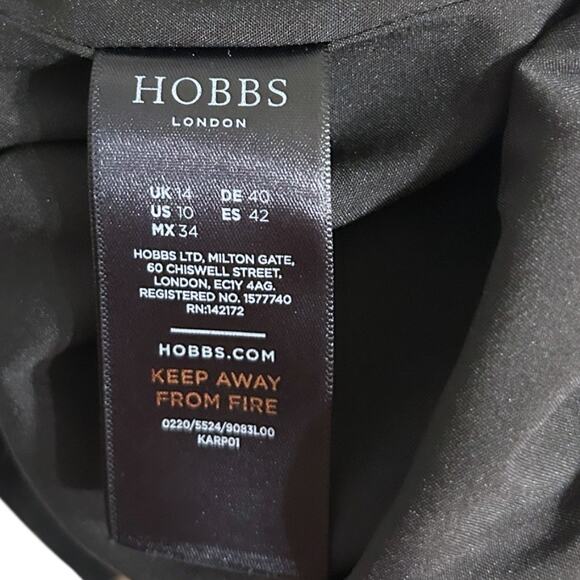 HOBBS
LONDON
UK 14 DE 40
US 10 ES 42
MX 34
HOBBS LTD, MILTON GATE,
60 CHISWELL STREET,
LONDON, EC1Y 4AG.
REGISTERED NO. 1577740
RN:142172
HOBBS.COM
KEEP AWAY
FROM FIRE
0220/5524/9083L00
KARP01